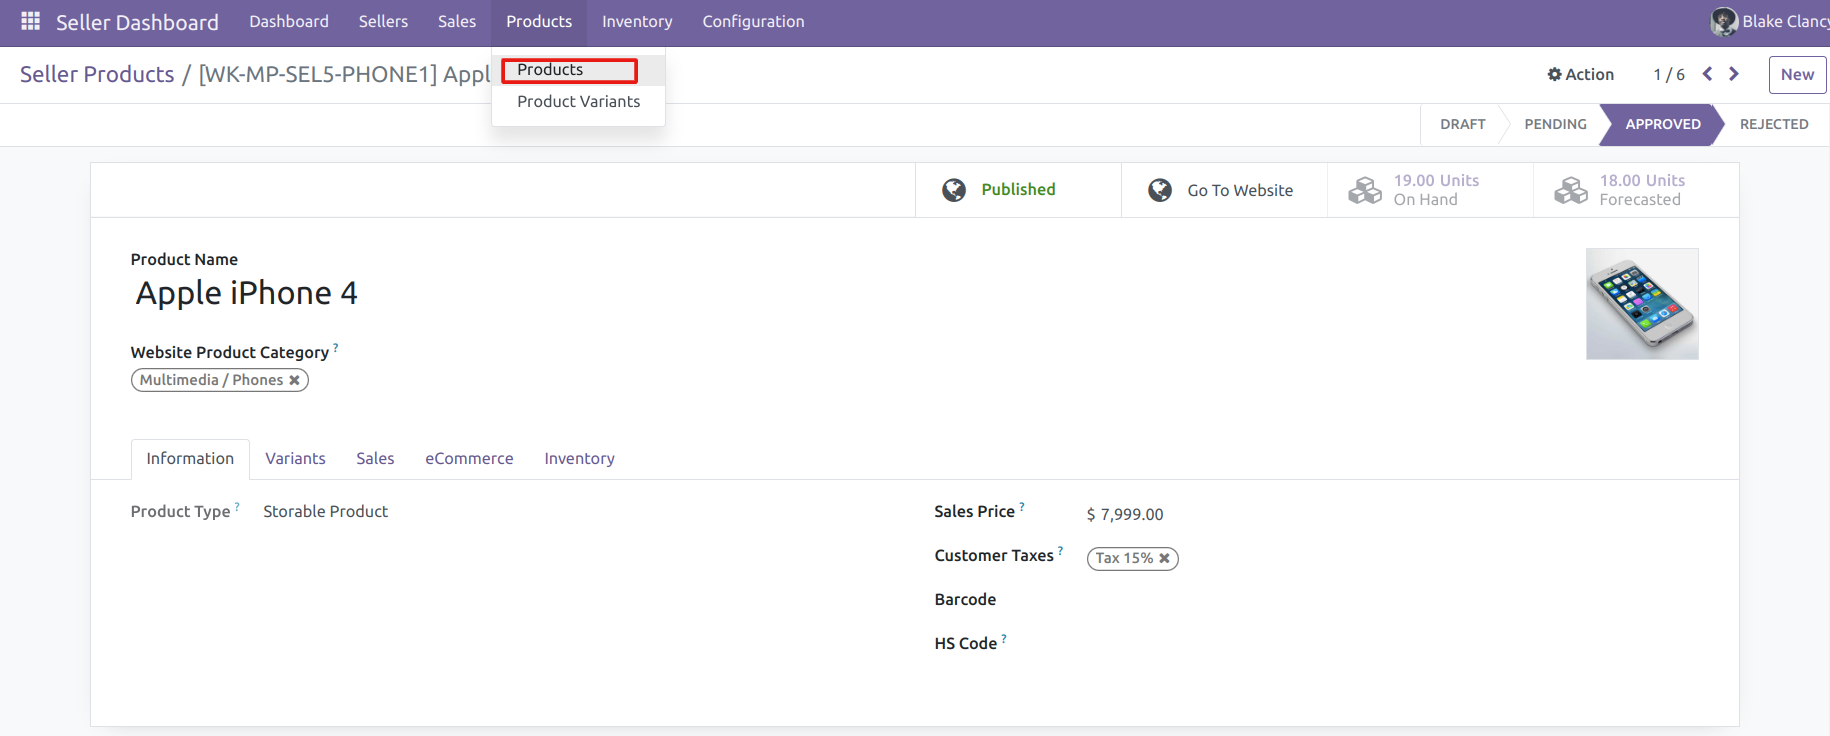 Seller Dashboard Dashboard Sellers Sales Products Inventory Configuration Blake Clancy
Seller Products / [WK-MP-SEL5-PHONE1] Appl
Products
Product Variants
Action 1 / 6 New
DRAFT PENDING APPROVED REJECTED
Published
Go To Website
19.00 Units
On Hand
18.00 Units
Forecasted
Product Name
Apple iPhone 4
Website Product Category ?
Multimedia / Phones ✖
Information Variants Sales eCommerce Inventory
Product Type ? Storable Product
Sales Price ? $ 7,999.00
Customer Taxes ? Tax 15% ✖
Barcode
HS Code ?